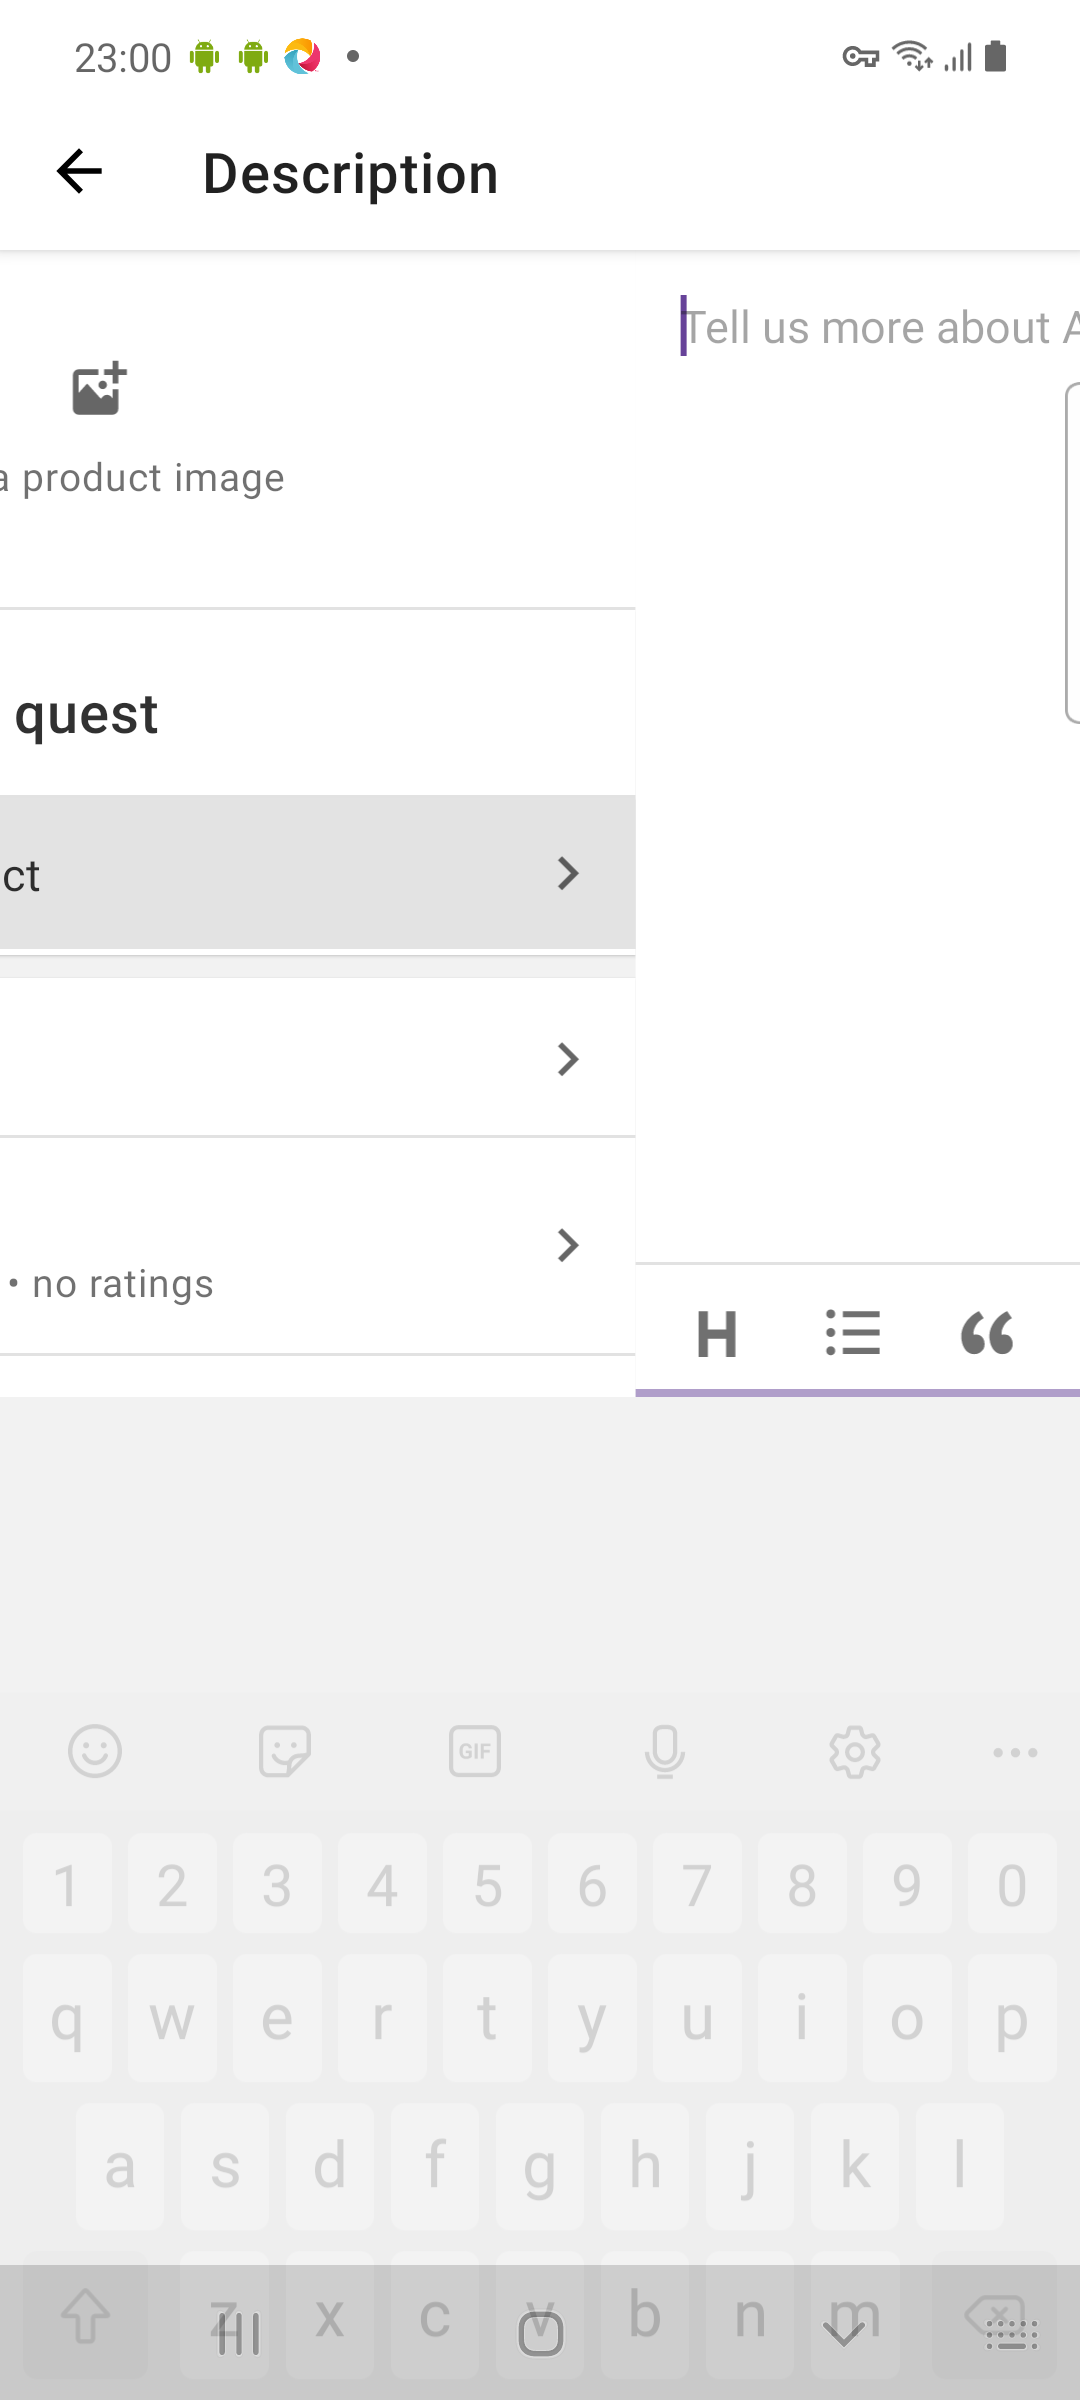 23:00
Description
Tell us more about A
a product image
quest
ct
• no ratings
H
GIF
1 2 3 4 5 6 7 8 9 0
q w e r t y u i o p
a s d f g h j k l
z x c v b n m